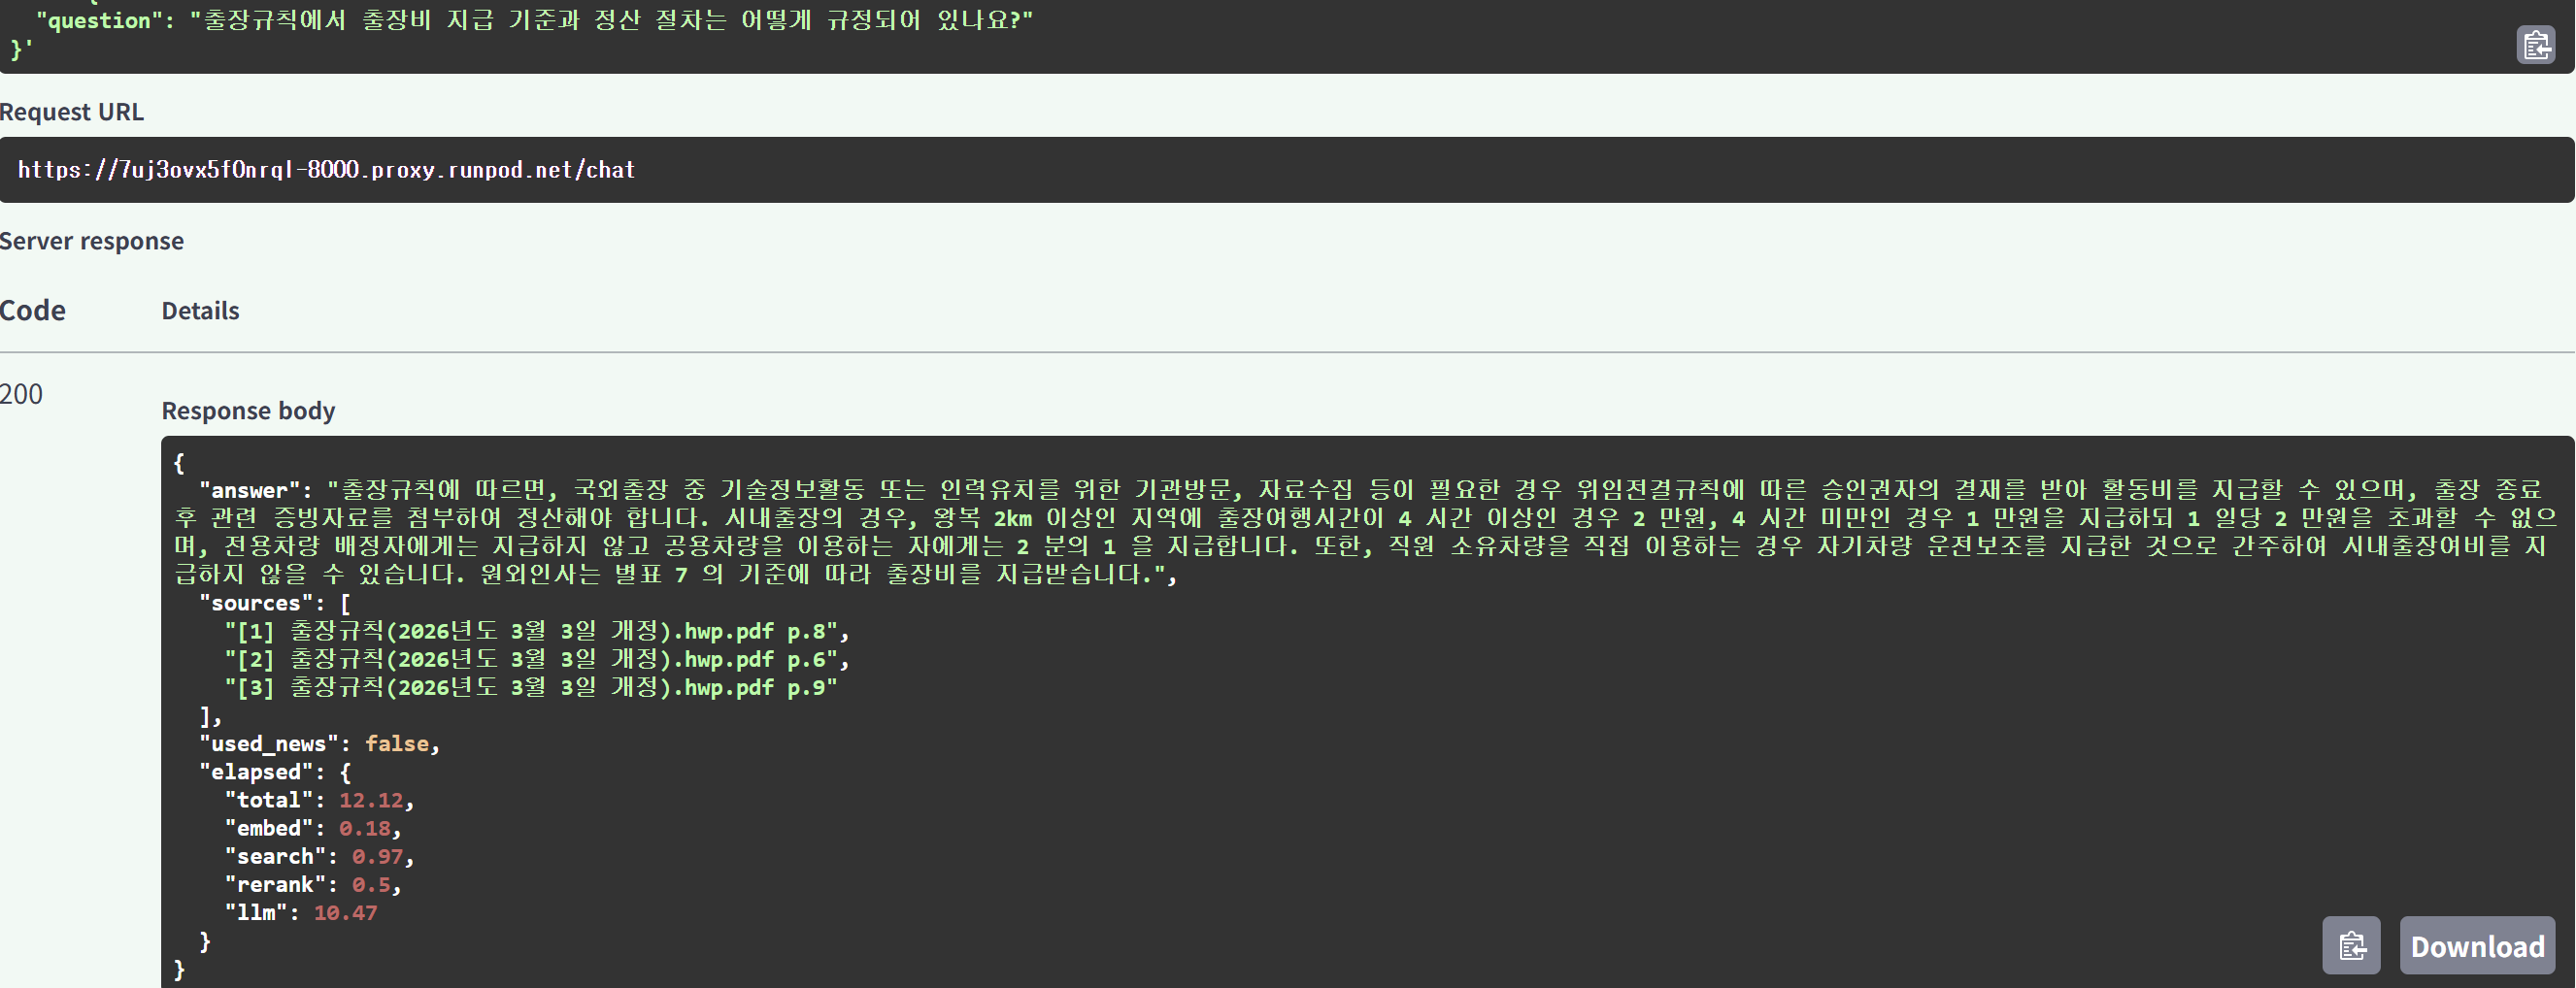 "question": "출장규칙에서 출장비 지급 기준과 정산 절차는 어떻게 규정되어 있나요?"
}'
Request URL
https://7uj3ovx5f0nrql-8000.proxy.runpod.net/chat
Server response
Code Details
200
Response body
{
"answer": "출장규칙에 따르면, 국외출장 중 기술정보활동 또는 인력유치를 위한 기관방문, 자료수집 등이 필요한 경우 위임전결규칙에 따른 승인권자의 결재를 받아 활동비를 지급할 수 있으며, 출장 종료
후 관련 증빙자료를 첨부하여 정산해야 합니다. 시내출장의 경우, 왕복 2km 이상인 지역에 출장여행시간이 4 시간 이상인 경우 2 만원, 4 시간 미만인 경우 1 만원을 지급하되 1 일당 2 만원을 초과할 수 없으
며, 전용차량 배정자에게는 지급하지 않고 공용차량을 이용하는 자에게는 2 분의 1 을 지급합니다. 또한, 직원 소유차량을 직접 이용하는 경우 자기차량 운전보조를 지급한 것으로 간주하여 시내출장여비를 지
급하지 않을 수 있습니다. 원외인사는 별표 7 의 기준에 따라 출장비를 지급받습니다.",
"sources": [
"[1] 출장규칙(2026년도 3월 3일 개정).hwp.pdf p.8",
"[2] 출장규칙(2026년도 3월 3일 개정).hwp.pdf p.6",
"[3] 출장규칙(2026년도 3월 3일 개정).hwp.pdf p.9"
],
"used_news": false,
"elapsed": {
"total": 12.12,
"embed": 0.18,
"search": 0.97,
"rerank": 0.5,
"llm": 10.47
}
}
Download